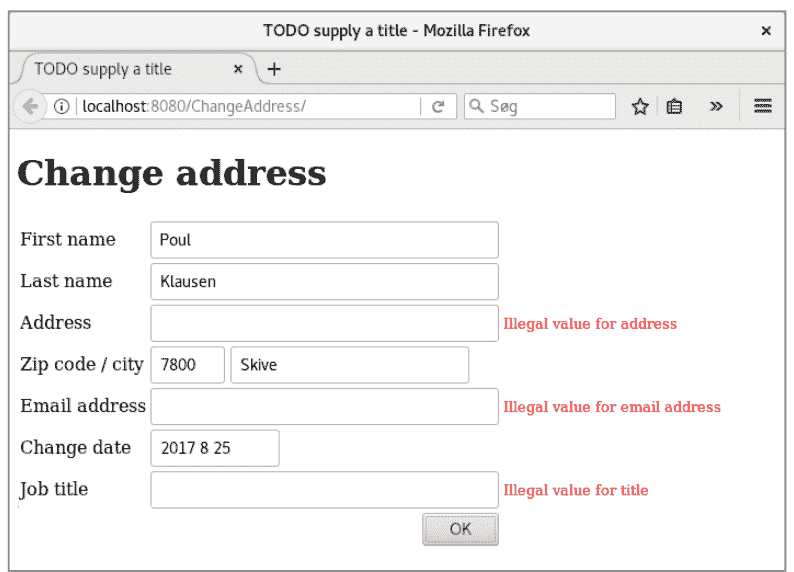 TODO supply a title - Mozilla Firefox ×
TODO supply a title × +
localhost:8080/ChangeAddress/ Søg
Change address
First name Poul
Last name Klausen
Address Illegal value for address
Zip code / city 7800 Skive
Email address Illegal value for email address
Change date 2017 8 25
Job title Illegal value for title
OK